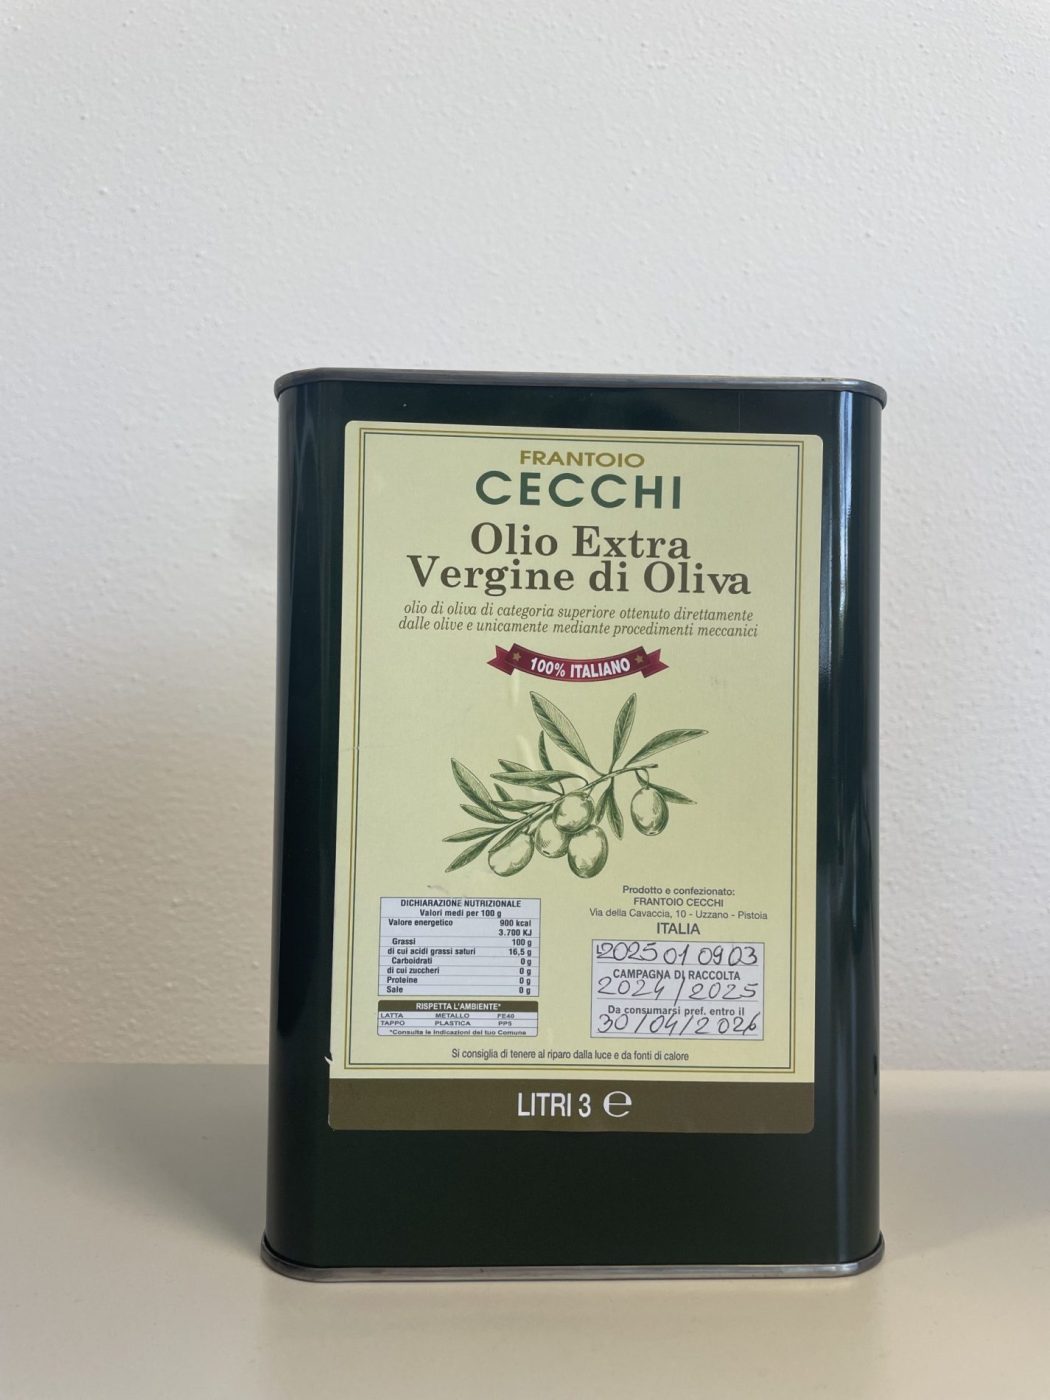 FRANTOIO
CECCHI
Olio Extra
Vergine di Oliva
olio di oliva di categoria superiore ottenuto direttamente
dalle olive e unicamente mediante procedimenti meccanici
100% ITALIANO
DICHIARAZIONE NUTRIZIONALE
Valori medi per 100 g
Valore energetico 900 kcal
3.700 KJ
Grassi 100 g
di cui acidi grassi saturi 16,5 g
Carboidrati 0 g
di cui zuccheri 0 g
Proteine 0 g
Sale 0 g
RISPETTA L'AMBIENTE*
LATTA METALLO FE40
TAPPO PLASTICA PP5
*Consulta le Indicazioni del tuo Comune
Prodotto e confezionato:
FRANTOIO CECCHI
Via della Cavaccia, 10 - Uzzano - Pistoia
ITALIA
L2025 01 09 03
CAMPAGNA DI RACCOLTA
2024/2025
Da consumarsi pref. entro il
30/04/2026
Si consiglia di tenere al riparo dalla luce e da fonti di calore
LITRI 3 ℮